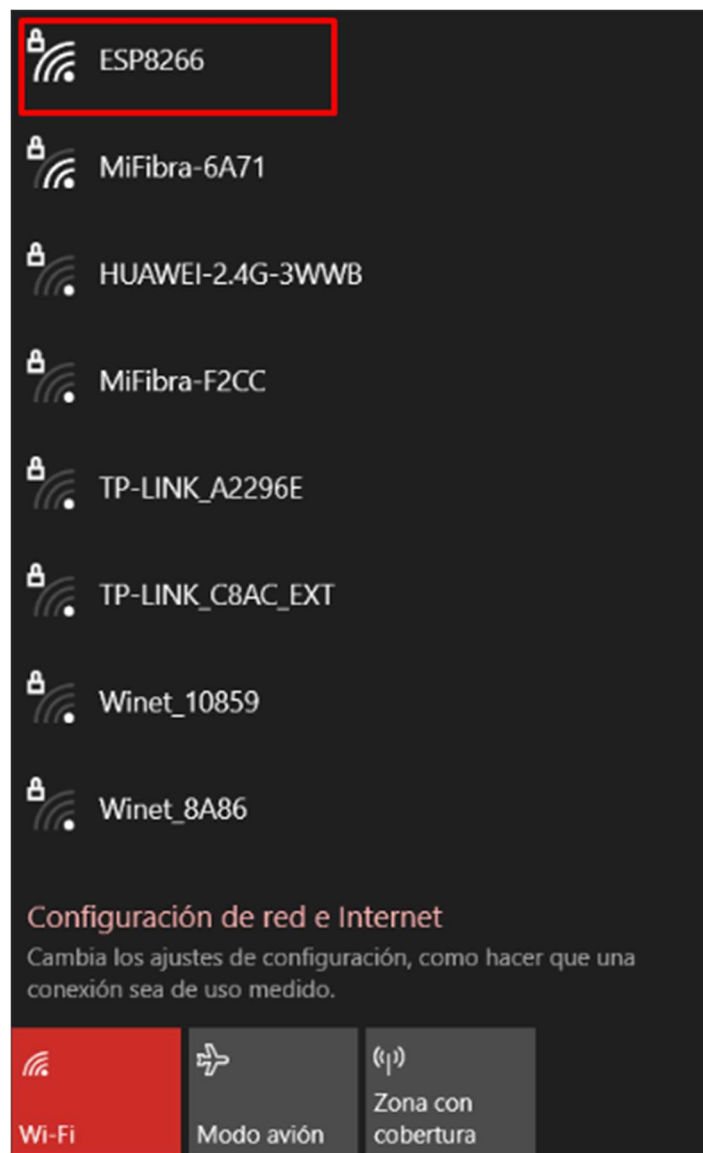 ESP8266
MiFibra-6A71
HUAWEI-2.4G-3WWB
MiFibra-F2CC
TP-LINK_A2296E
TP-LINK_C8AC_EXT
Winet_10859
Winet_8A86
Configuración de red e Internet
Cambia los ajustes de configuración, como hacer que una
conexión sea de uso medido.
Wi-Fi
Modo avión
Zona con
cobertura